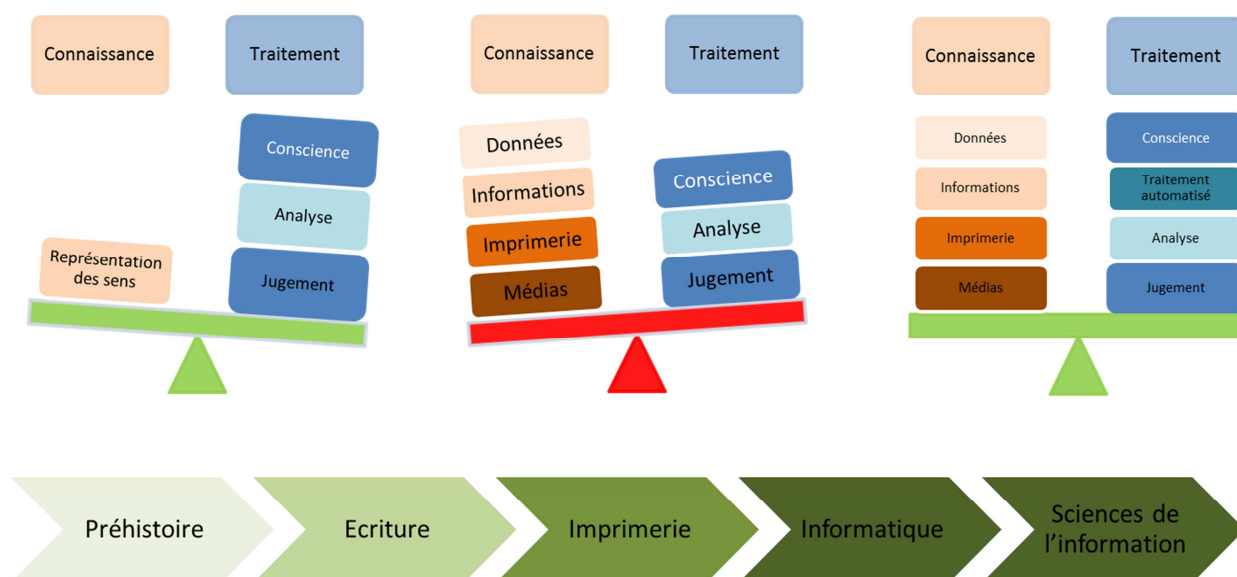 Connaissance
Traitement
Conscience
Analyse
Représentation
des sens
Jugement
Connaissance
Traitement
Données
Informations
Imprimerie
Médias
Conscience
Analyse
Jugement
Connaissance
Traitement
Données
Informations
Imprimerie
Médias
Conscience
Traitement
automatisé
Analyse
Jugement
Préhistoire
Ecriture
Imprimerie
Informatique
Sciences de
l'information